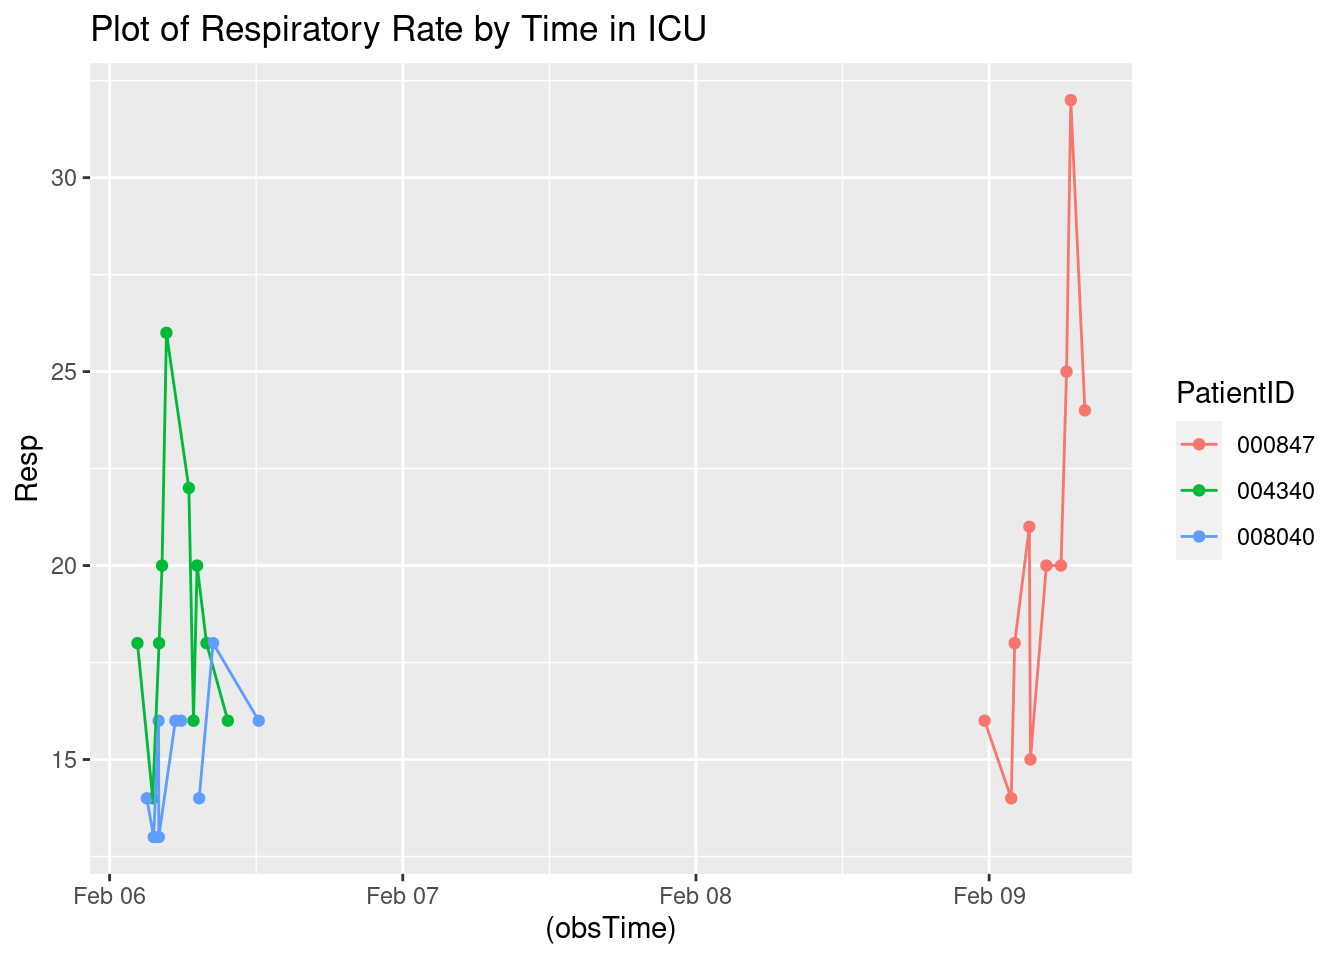 Plot of Respiratory Rate by Time in ICU
30
25
20
15
Resp
Feb 06
Feb 07
Feb 08
Feb 09
(obsTime)
PatientID
000847
004340
008040